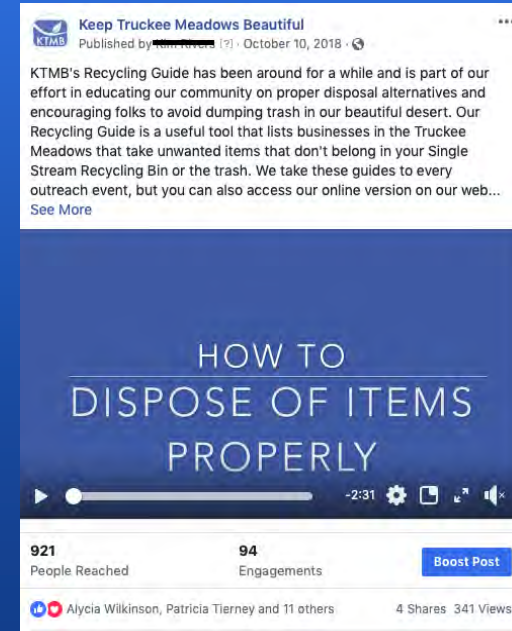 Keep Truckee Meadows Beautiful
KTMB
Published by [?] · October 10, 2018 ·
KTMB's Recycling Guide has been around for a while and is part of our
effort in educating our community on proper disposal alternatives and
encouraging folks to avoid dumping trash in our beautiful desert. Our
Recycling Guide is a useful tool that lists businesses in the Truckee
Meadows that take unwanted items that don't belong in your Single
Stream Recycling Bin or the trash. We take these guides to every
outreach event, but you can also access our online version on our web...
See More
HOW TO
DISPOSE OF ITEMS
PROPERLY
-2:31
921
People Reached
94
Engagements
Boost Post
Alycia Wilkinson, Patricia Tierney and 11 others
4 Shares 341 Views